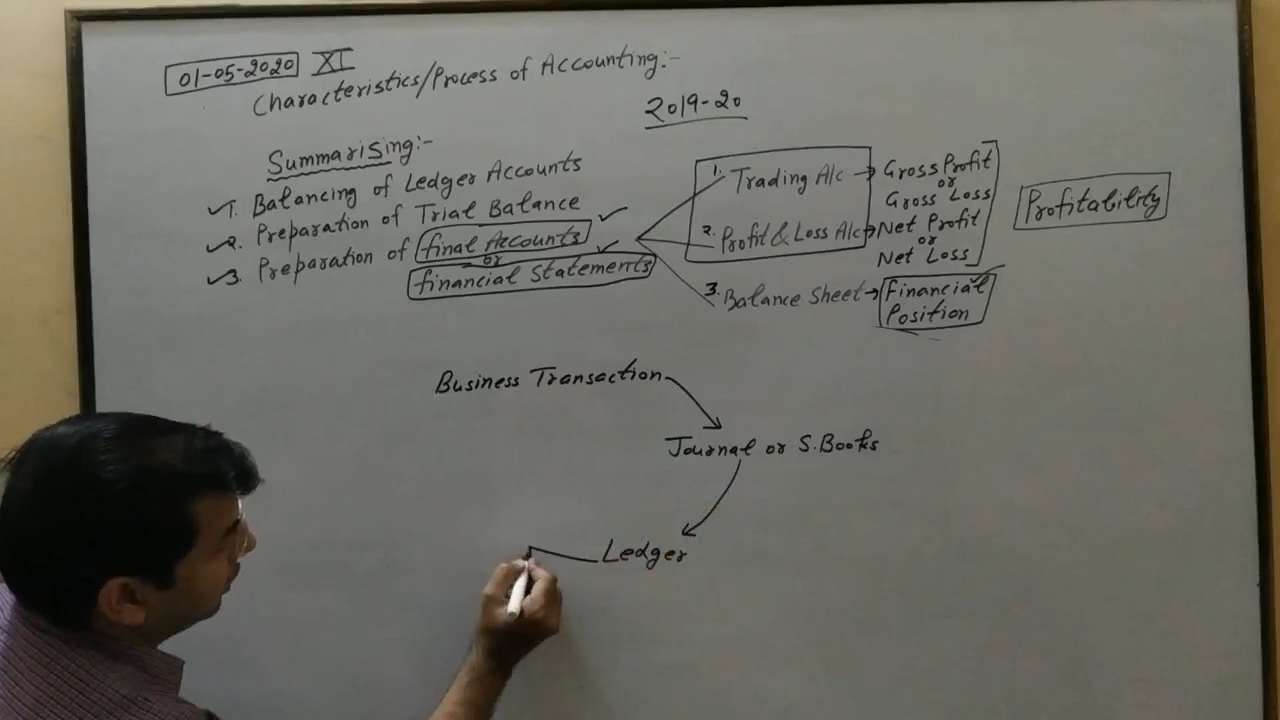 01-05-2020 XI
Characteristics/Process of Accounting:-
2019-20
Summarising:-
1. Balancing of Ledger Accounts
2. Preparation of Trial Balance
3. Preparation of final Accounts
or
financial Statements
1. Trading A/c → Gross Profit
or
Gross Loss
2. Profit & Loss A/c → Net Profit
or
Net Loss
Profitability
3. Balance Sheet → Financial
Position
Business Transaction
Journal or S.Books
Ledger